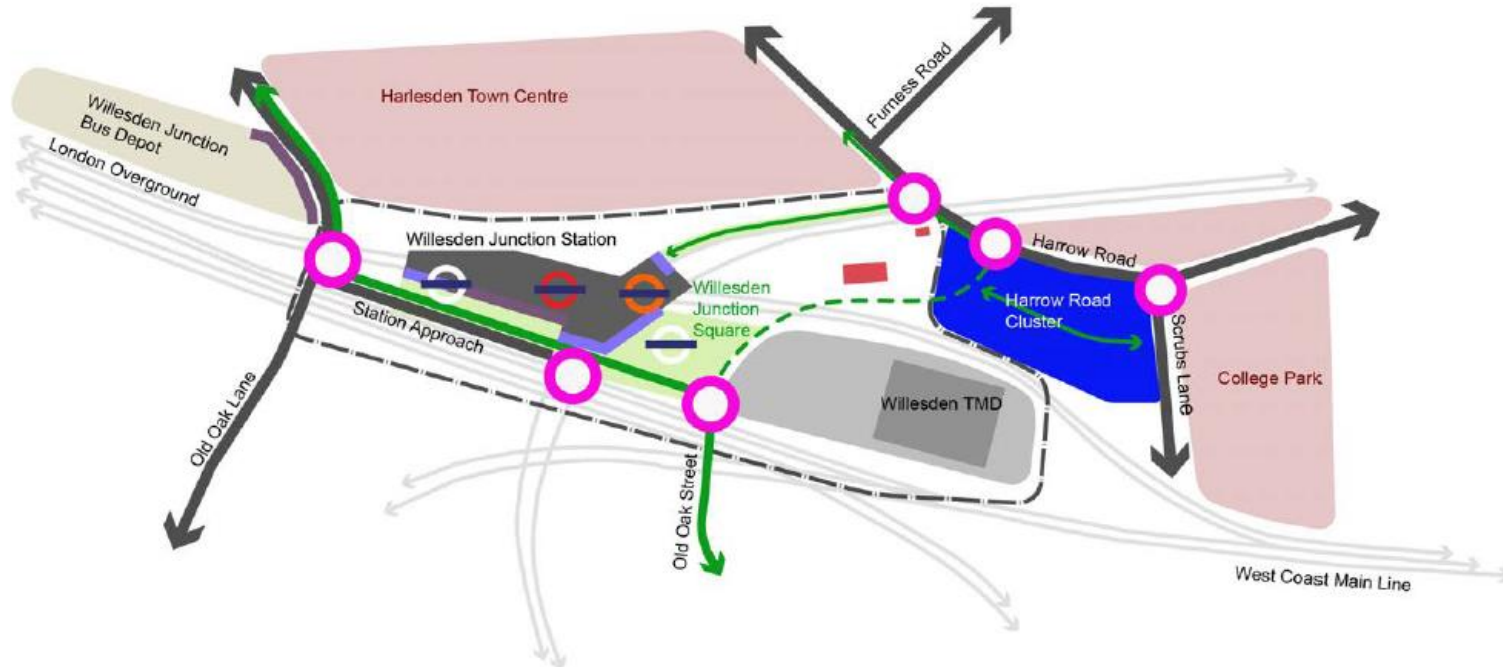 Furness Road
Harlesden Town Centre
Willesden Junction
Bus Depot
London Overground
Willesden Junction Station
Harrow Road
Willesden
Junction
Square
Harrow Road
Cluster
Station Approach
Scrubs Lane
College Park
Willesden TMD
Old Oak Lane
Old Oak Street
West Coast Main Line